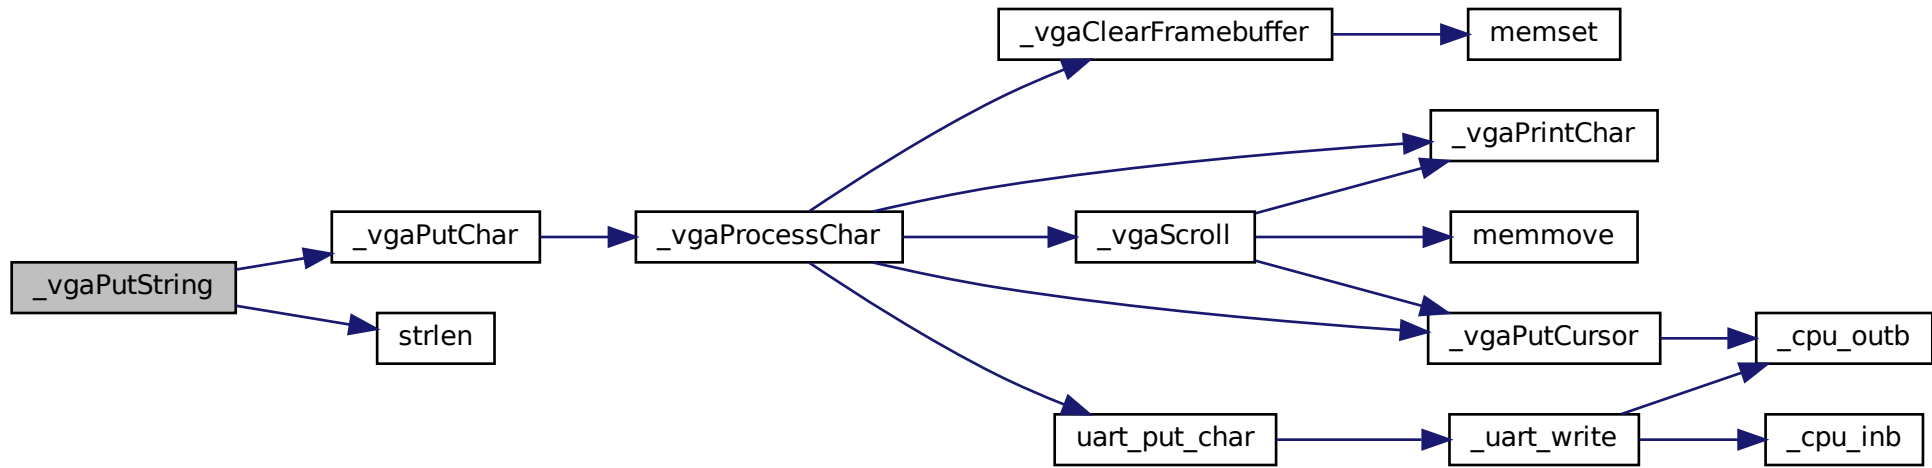 _vgaClearFramebuffer
memset
_vgaPrintChar
_vgaPutChar
_vgaProcessChar
_vgaScroll
memmove
_vgaPutString
strlen
_vgaPutCursor
_cpu_outb
uart_put_char
_uart_write
_cpu_inb